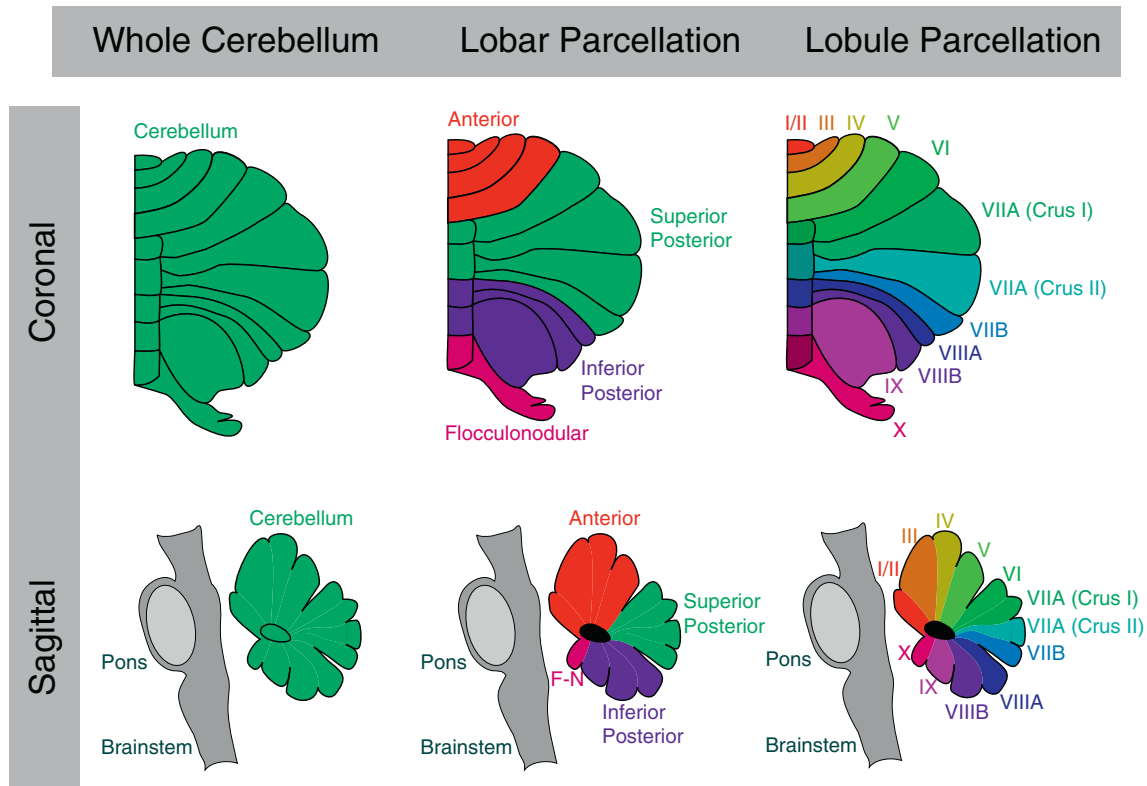 Whole Cerebellum
Lobar Parcellation
Lobule Parcellation
Coronal
Cerebellum
Anterior
Superior
Posterior
Inferior
Posterior
Flocculonodular
I/II
III
IV
V
VI
VIIA (Crus I)
VIIA (Crus II)
VIIB
VIIIA
VIIIB
IX
X
Sagittal
Cerebellum
Pons
Brainstem
Anterior
Superior
Posterior
Pons
F-N
Inferior
Posterior
Brainstem
IV
III
V
I/II
VI
VIIA (Crus I)
VIIA (Crus II)
VIIB
Pons
X
IX
VIIIA
VIIIB
Brainstem